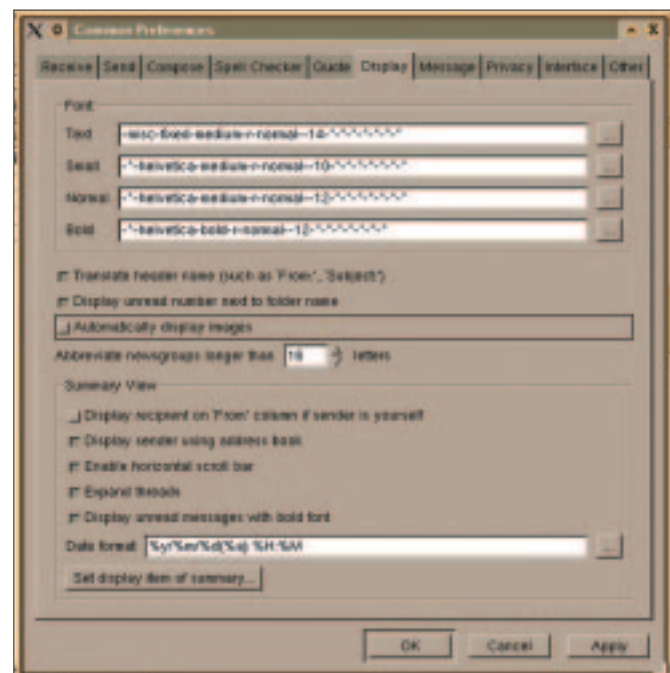 Common Preferences
Receive Send Compose Spell Checker Quote Display Message Privacy Interface Other
Font
Text -misc-fixed-medium-r-normal--14-*-*-*-*-*-*-* ...
Small -*-helvetica-medium-r-normal--10-*-*-*-*-*-*-* ...
Normal -*-helvetica-medium-r-normal--12-*-*-*-*-*-*-* ...
Bold -*-helvetica-bold-r-normal--12-*-*-*-*-*-*-* ...
Translate header name (such as 'From:', 'Subject:')
Display unread number next to folder name
Automatically display images
Abbreviate newsgroups longer than 16 letters
Summary View
Display recipient on 'From' column if sender is yourself
Display sender using address book
Enable horizontal scroll bar
Expand threads
Display unread messages with bold font
Date format %y/%m/%d(%a) %H:%M ...
Set display item of summary...
OK Cancel Apply